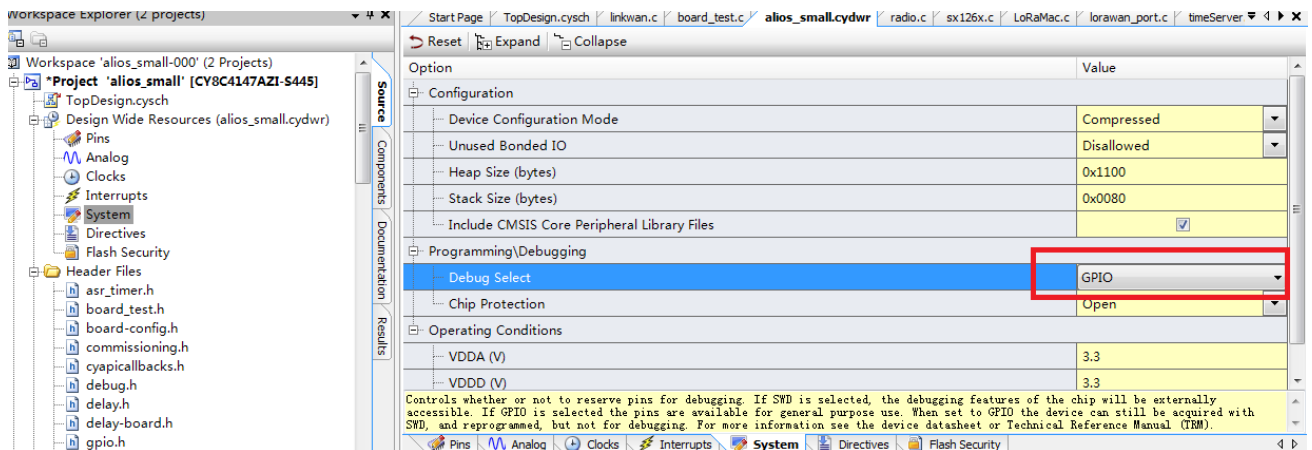 Workspace Explorer (2 projects)
Start Page TopDesign.cysch linkwan.c board_test.c alios_small.cydwr radio.c sx126x.c LoRaMac.c lorawan_port.c timeServer
Reset Expand Collapse
Workspace 'alios_small-000' (2 Projects)
*Project 'alios_small' [CY8C4147AZI-S445]
TopDesign.cysch
Design Wide Resources (alios_small.cydwr)
Pins
Analog
Clocks
Interrupts
System
Directives
Flash Security
Header Files
asr_timer.h
board_test.h
board-config.h
commissioning.h
cyapicallbacks.h
debug.h
delay.h
delay-board.h
gpio.h
Source
Components
Documentation
Results
Option Value
Configuration
Device Configuration Mode Compressed
Unused Bonded IO Disallowed
Heap Size (bytes) 0x1100
Stack Size (bytes) 0x0080
Include CMSIS Core Peripheral Library Files
Programming\Debugging
Debug Select GPIO
Chip Protection Open
Operating Conditions
VDDA (V) 3.3
VDDD (V) 3.3
Controls whether or not to reserve pins for debugging. If SWD is selected, the debugging features of the chip will be externally
accessible. If GPIO is selected the pins are available for general purpose use. When set to GPIO the device can still be acquired with
SWD, and reprogrammed, but not for debugging. For more information see the device datasheet or Technical Reference Manual (TRM).
Pins Analog Clocks Interrupts System Directives Flash Security